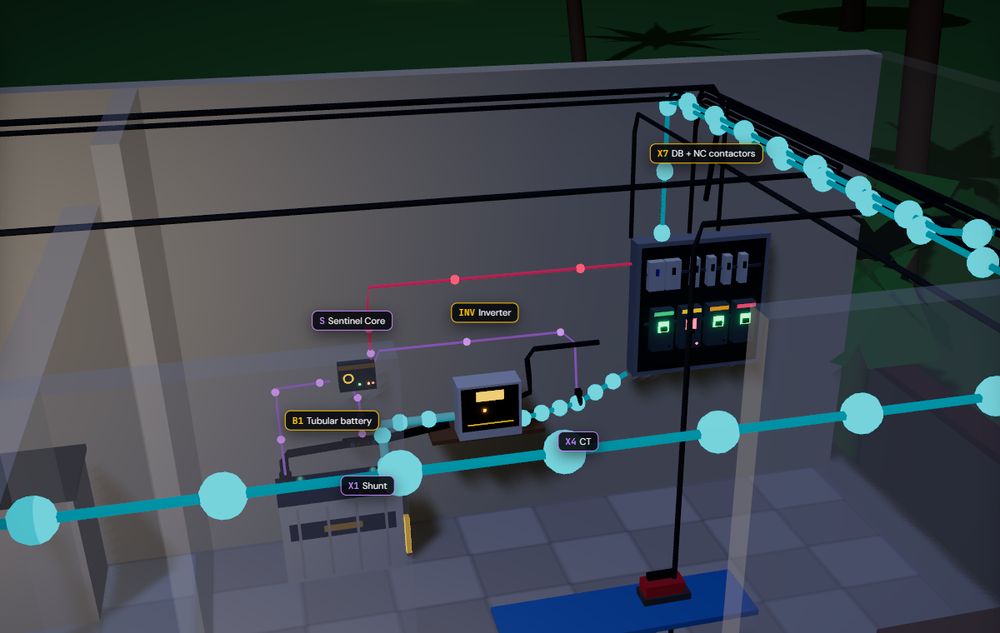 X7 DB + NC contactors
INV Inverter
S Sentinel Core
B1 Tubular battery
X4 CT
X1 Shunt